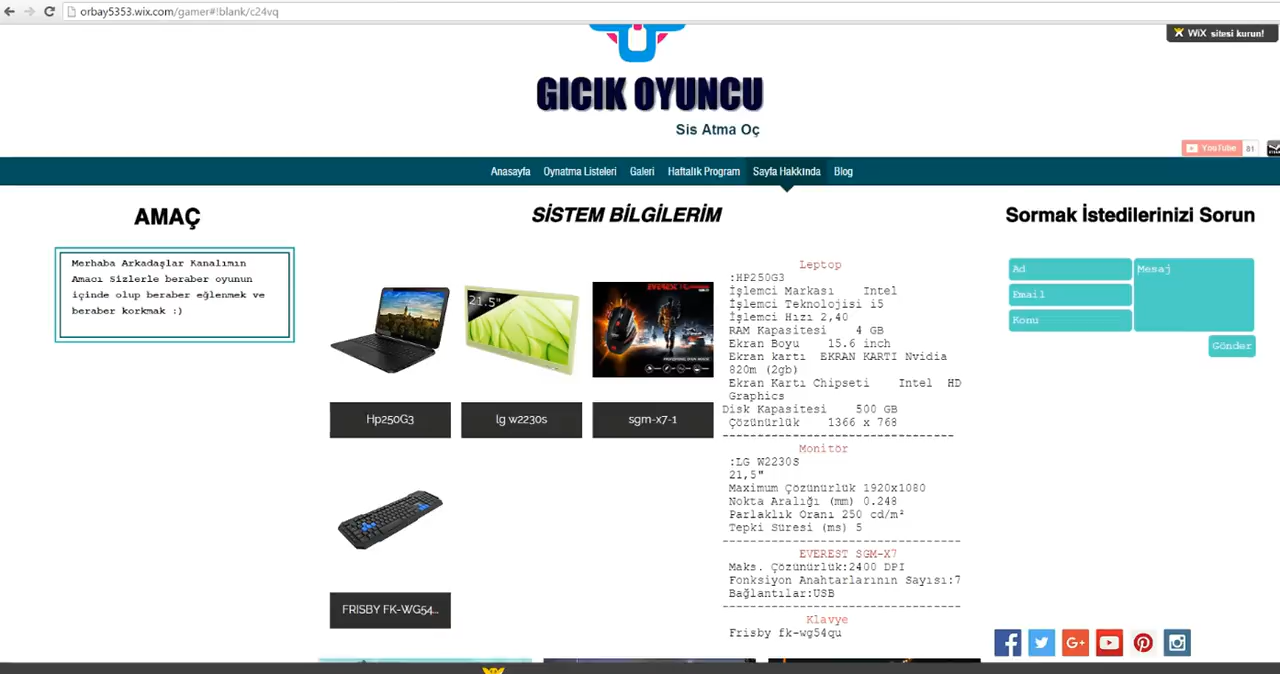 orbay5353.wix.com/gamer#!blank/c24vq
WiX sitesi kurun!
GICIK OYUNCU
Sis Atma Oç
YouTube 81
Anasayfa Oynatma Listeleri Galeri Haftalık Program Sayfa Hakkında Blog
AMAÇ
Merhaba Arkadaşlar Kanalımın
Amacı Sizlerle beraber oyunun
içinde olup beraber eğlenmek ve
beraber korkmak :)
SİSTEM BİLGİLERİM
21.5"
Hp250G3
lg w2230s
sgm-x7-1
FRISBY FK-WG54...
Leptop
:HP250G3
İşlemci Markası Intel
İşlemci Teknolojisi i5
İşlemci Hızı 2,40
RAM Kapasitesi 4 GB
Ekran Boyu 15.6 inch
Ekran kartı EKRAN KARTI Nvidia
820m (2gb)
Ekran Kartı Chipseti Intel HD
Graphics
Disk Kapasitesi 500 GB
Çözünürlük 1366 x 768
--------------------------------
Monitör
:LG W2230S
21,5"
Maximum Çözünürlük 1920x1080
Nokta Aralığı (mm) 0.248
Parlaklık Oranı 250 cd/m²
Tepki Süresi (ms) 5
---------------------------------
EVEREST SGM-X7
Maks. Çözünürlük:2400 DPI
Fonksiyon Anahtarlarının Sayısı:7
Bağlantılar:USB
---------------------------------
Klavye
Frisby fk-wg54qu
Sormak İstedilerinizi Sorun
Ad
Email
Konu
Mesaj
Gönder